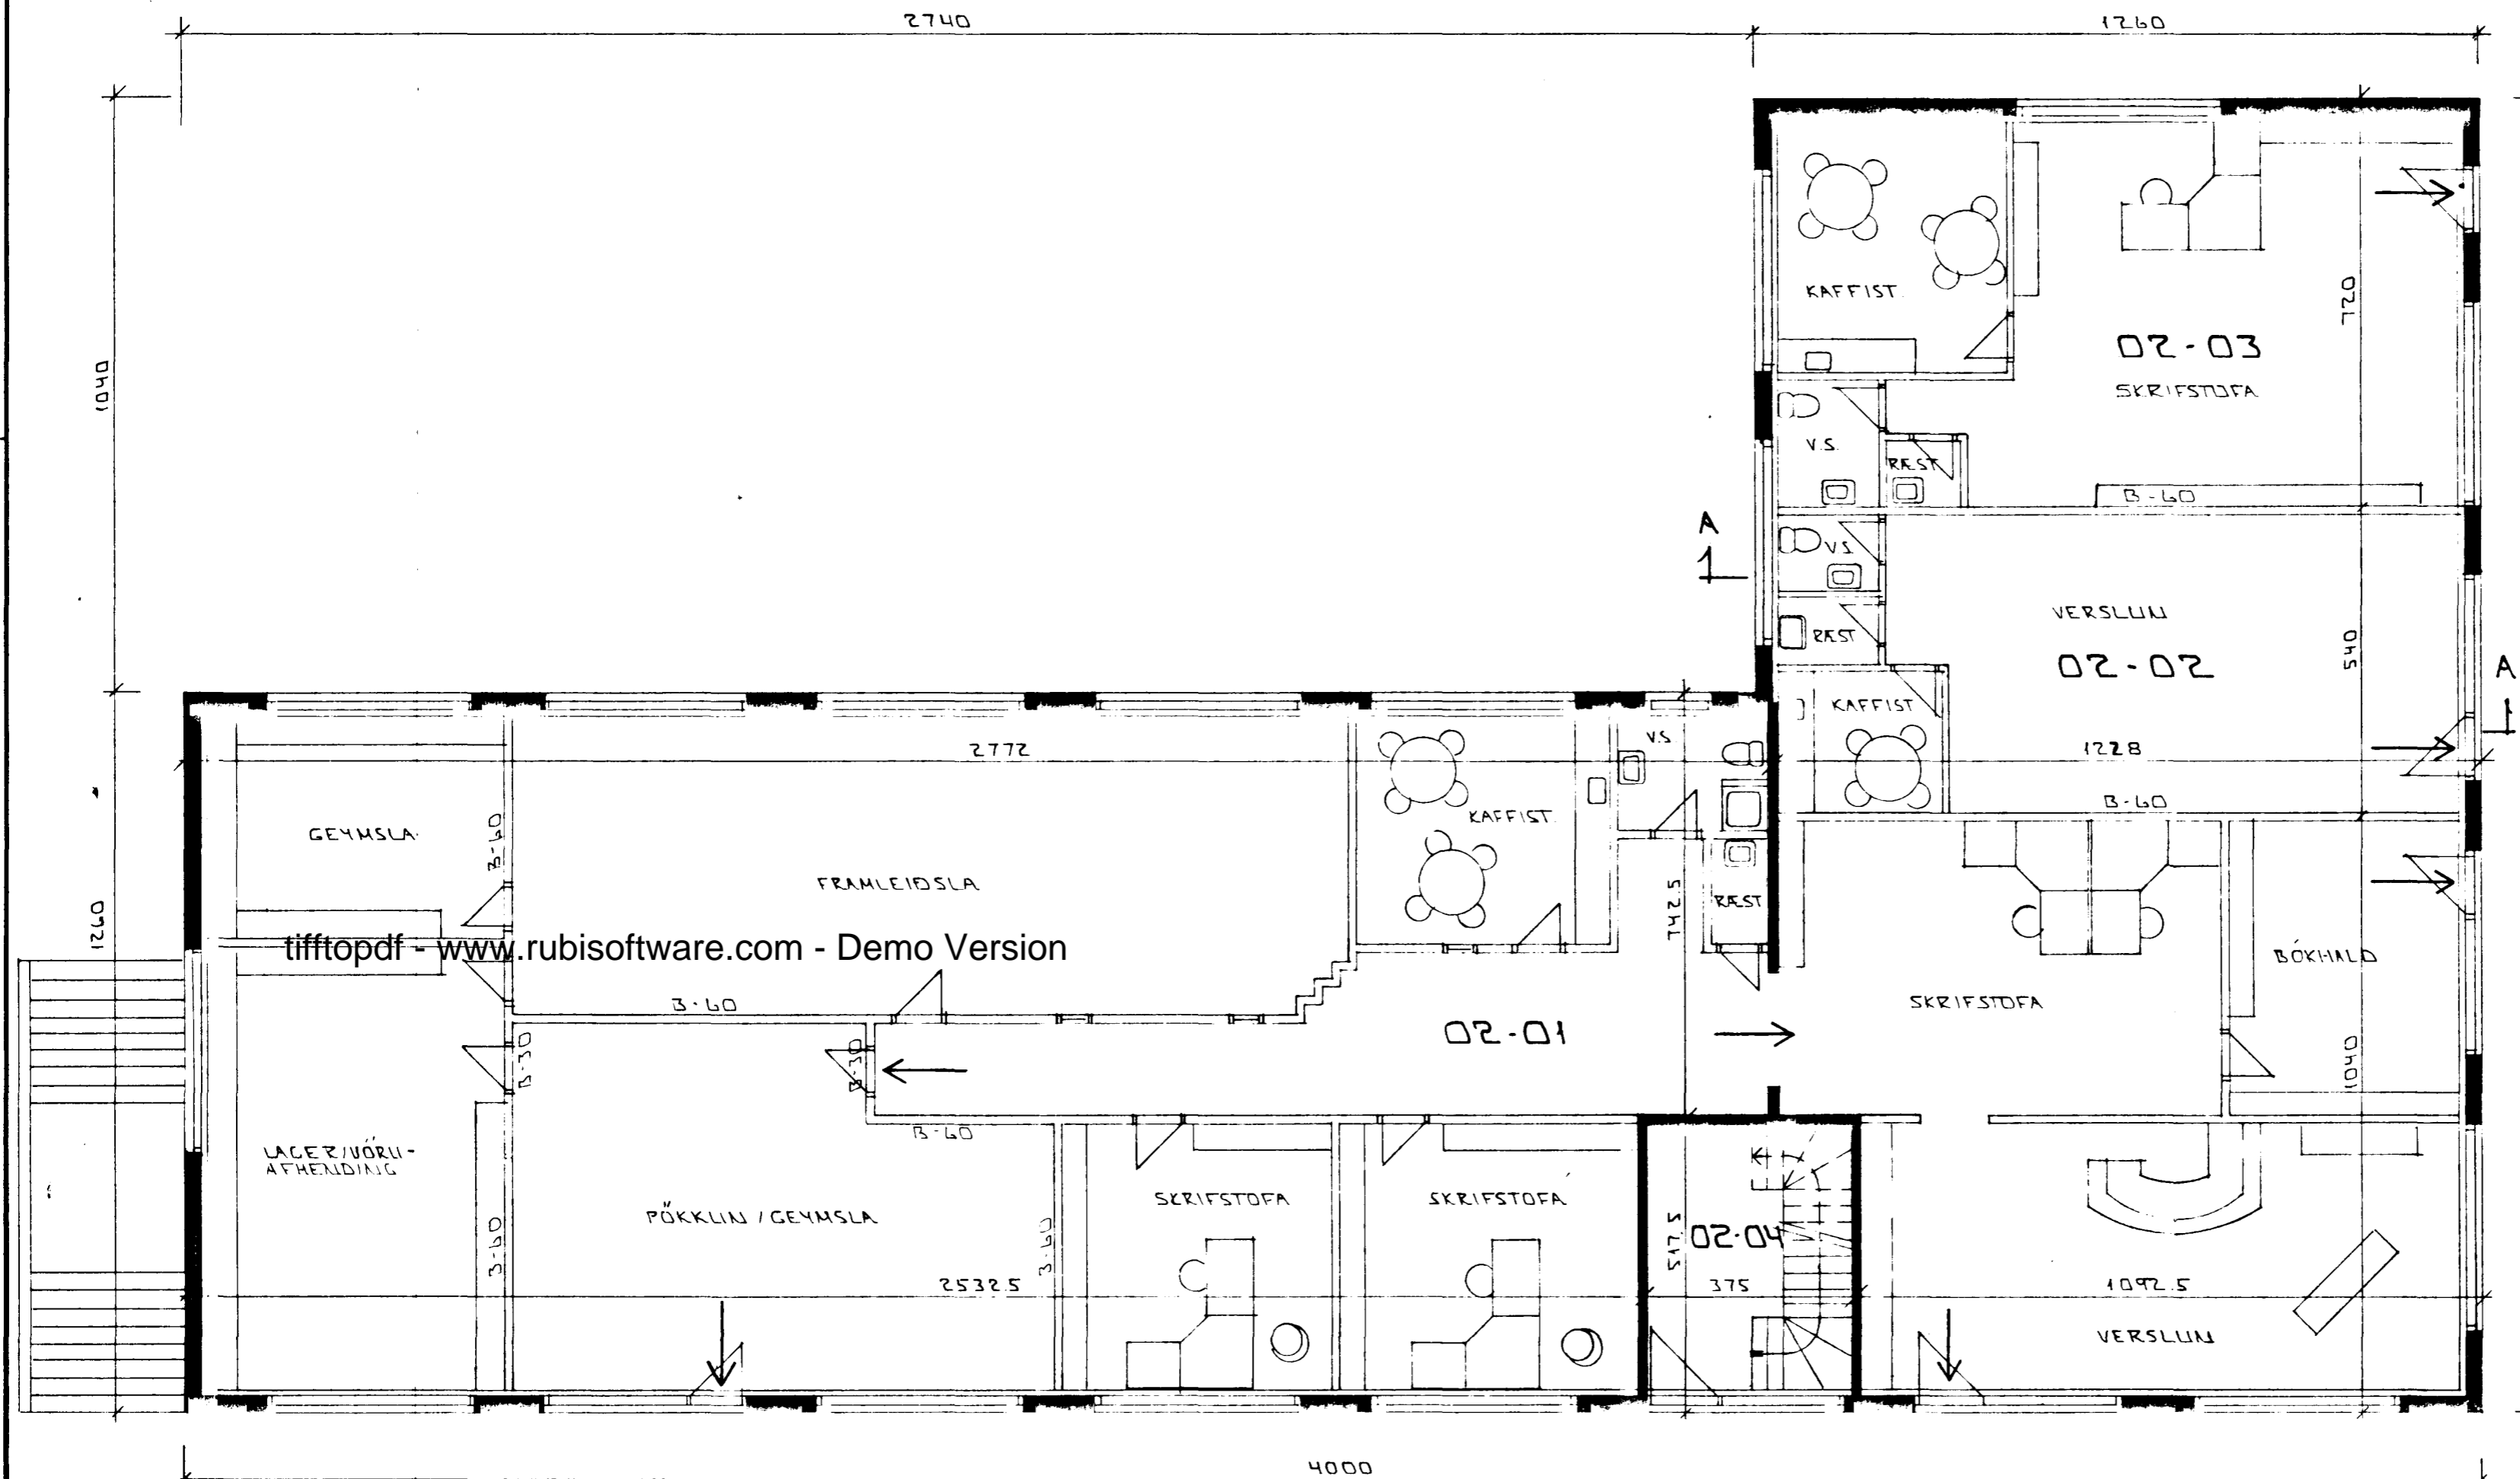 2740
1260
1040
KAFFIST.
720
02-03
SKRIFSTOFA
V.S.
RÆST
B-60
A
1
V.S
VERSLUN
RÆST
540
02-02
A
1
KAFFIST
V.S
2772
1228
B-60
GEYMSLA
B-60
KAFFIST.
FRAMLEIÐSLA
742.5
RÆST
1260
tifftopdf - www.rubisoftware.com - Demo Version
BÓKHALD
B-60
SKRIFSTOFA
02-01
B-30
B-30
1040
B-60
LAGER/VÖRU-
AFHENDING
SKRIFSTOFA
SKRIFSTOFA
PÖKKUN / GEYMSLA
B-60
B-60
517.5
02-04
2532.5
375
1092.5
VERSLUN
4000